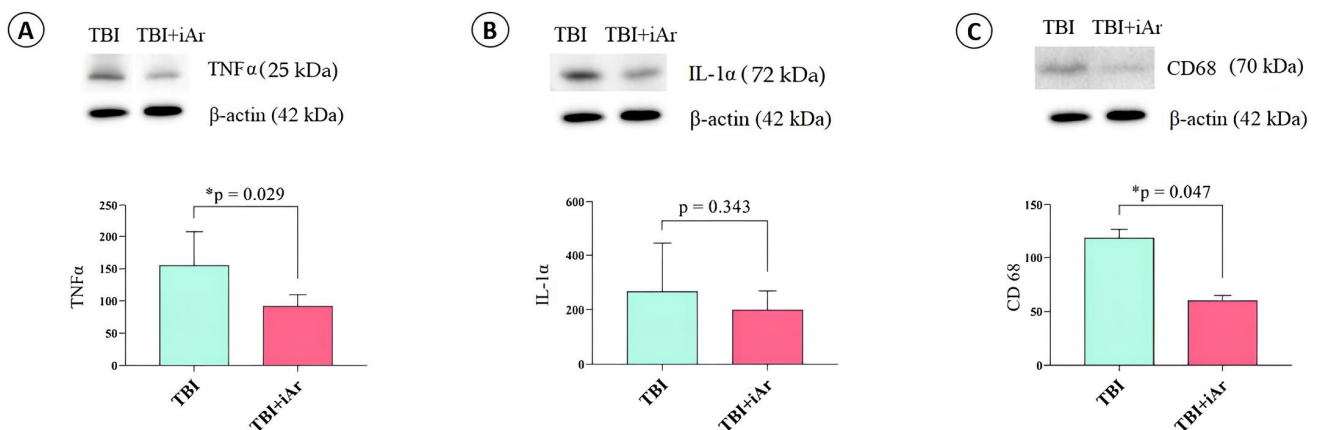 A
TBI TBI+iAr
TNFα (25 kDa)
β-actin (42 kDa)
*p = 0.029
250
200
150
100
50
0
TNFα
TBI
TBI+iAr
B
TBI TBI+iAr
IL-1α (72 kDa)
β-actin (42 kDa)
p = 0.343
600
400
200
0
IL-1α
TBI
TBI+iAr
C
TBI TBI+iAr
CD68 (70 kDa)
β-actin (42 kDa)
*p = 0.047
150
100
50
0
CD 68
TBI
TBI+iAr